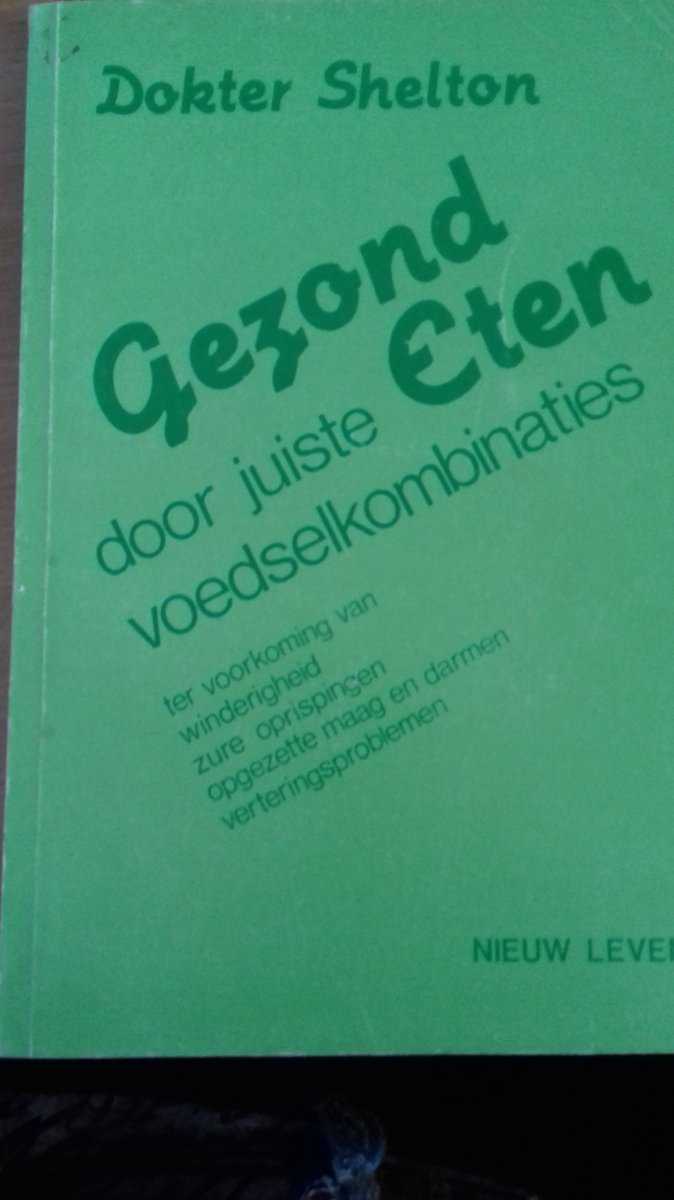 Dokter Shelton
Gezond
Eten
door juiste
voedselkombinaties
ter voorkoming van
winderigheid
zure oprispingen
opgezette maag en darmen
verteringsproblemen
NIEUW